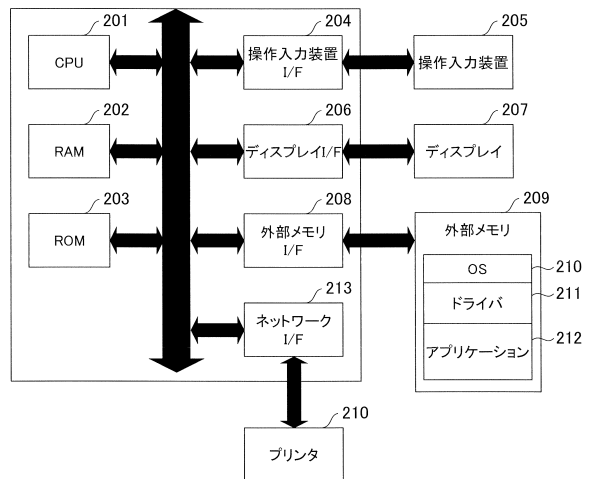 201
CPU
202
RAM
203
ROM
204
操作入力装置
I/F
205
操作入力装置
206
ディスプレイI/F
207
ディスプレイ
208
外部メモリ
I/F
209
外部メモリ
OS
210
ドライバ
211
アプリケーション
212
213
ネットワーク
I/F
210
プリンタ